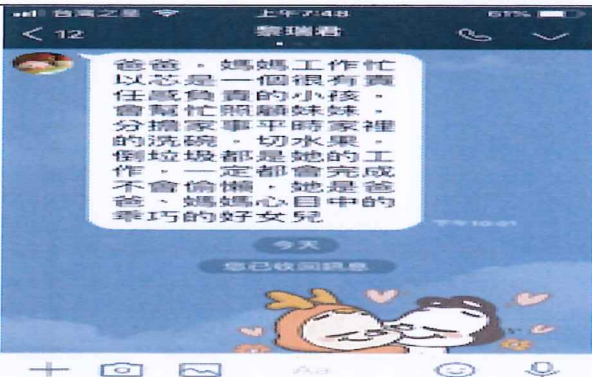 台灣之星 上午7:48 61%
12 黎瑞君
爸爸、媽媽工作忙
以芯是一個很有責
任感負責的小孩，
會幫忙照顧妹妹，
分擔家事平時家裡
的洗碗、切水果，
倒垃圾都是她的工
作，一定都會完成
不會偷懶，她是爸
爸、媽媽心目中的
乖巧的好女兒
今天
您已收回訊息
Aa